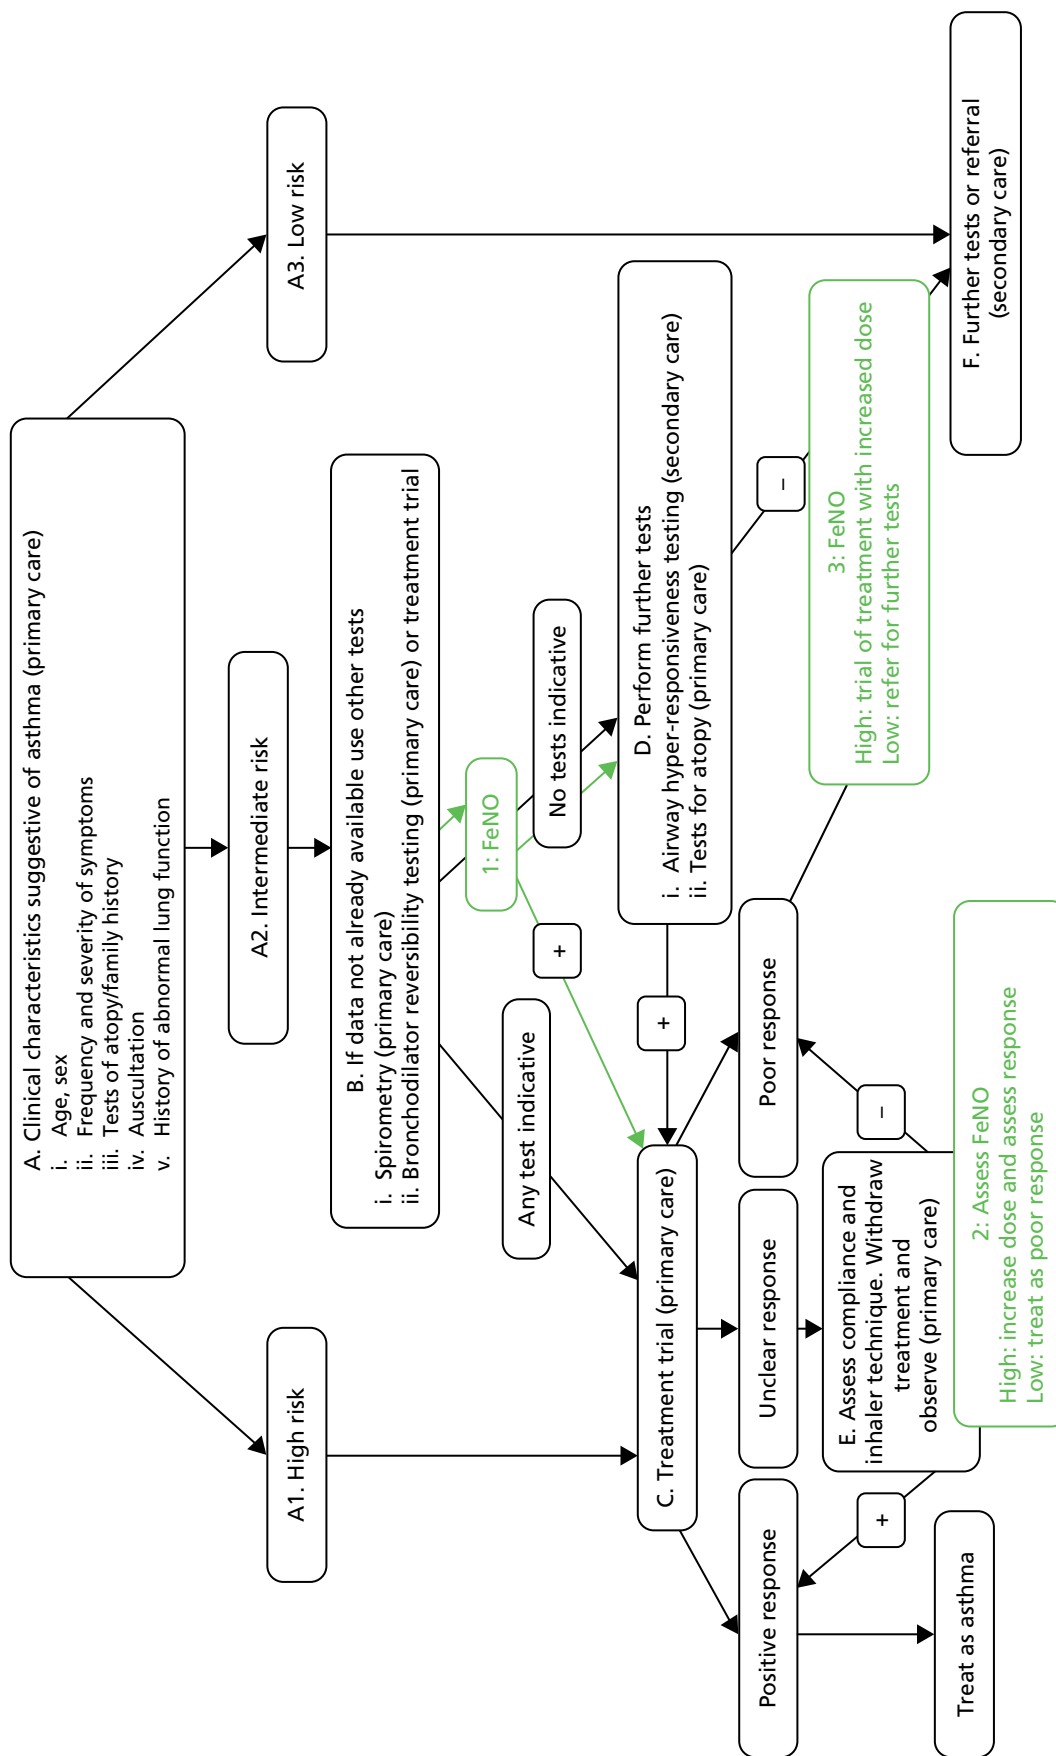 A. Clinical characteristics suggestive of asthma (primary care)
i. Age, sex
ii. Frequency and severity of symptoms
iii. Tests of atopy/family history
iv. Auscultation
v. History of abnormal lung function
A1. High risk
A2. Intermediate risk
A3. Low risk
B. If data not already available use other tests
i. Spirometry (primary care)
ii. Bronchodilator reversibility testing (primary care) or treatment trial
1: FeNO
Any test indicative
+
No tests indicative
C. Treatment trial (primary care)
+
D. Perform further tests
i. Airway hyper-responsiveness testing (secondary care)
ii. Tests for atopy (primary care)
Positive response
Unclear response
Poor response
–
3: FeNO
High: trial of treatment with increased dose
Low: refer for further tests
+
E. Assess compliance and
inhaler technique. Withdraw
treatment and
observe (primary care)
–
Treat as asthma
2: Assess FeNO
High: increase dose and assess response
Low: treat as poor response
F. Further tests or referral
(secondary care)